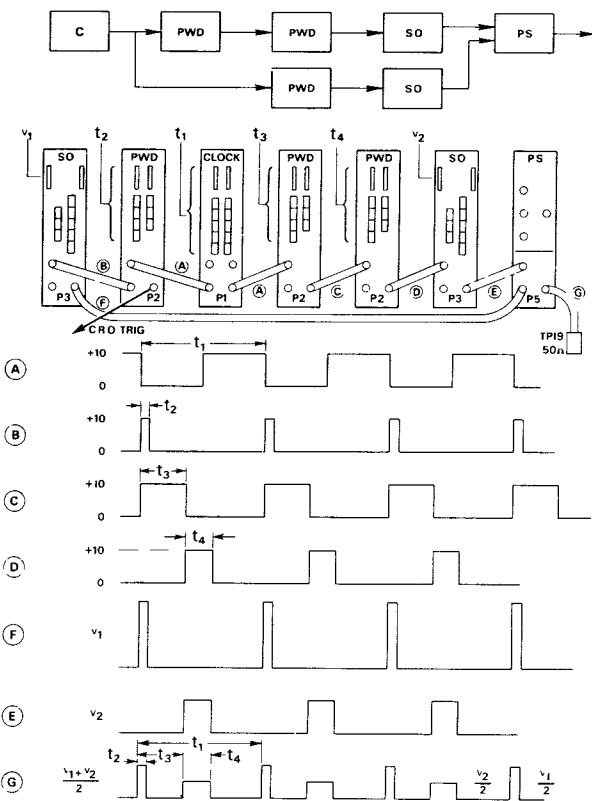 C PWD PWD SO PS
PWD SO
v1 t2 t1 t3 t4 v2
SO PWD CLOCK PWD PWD SO PS
B A A C D E G
P3 F P2 P1 P2 P2 P3 P5
CRO TRIG
TP19
50Ω
A +10 t1
0
B +10 t2
0
C +10 t3
0
D +10 t4
0
F v1
E v2
t2 t1
t3 t4
G v1+v2/2 v2/2 v1/2